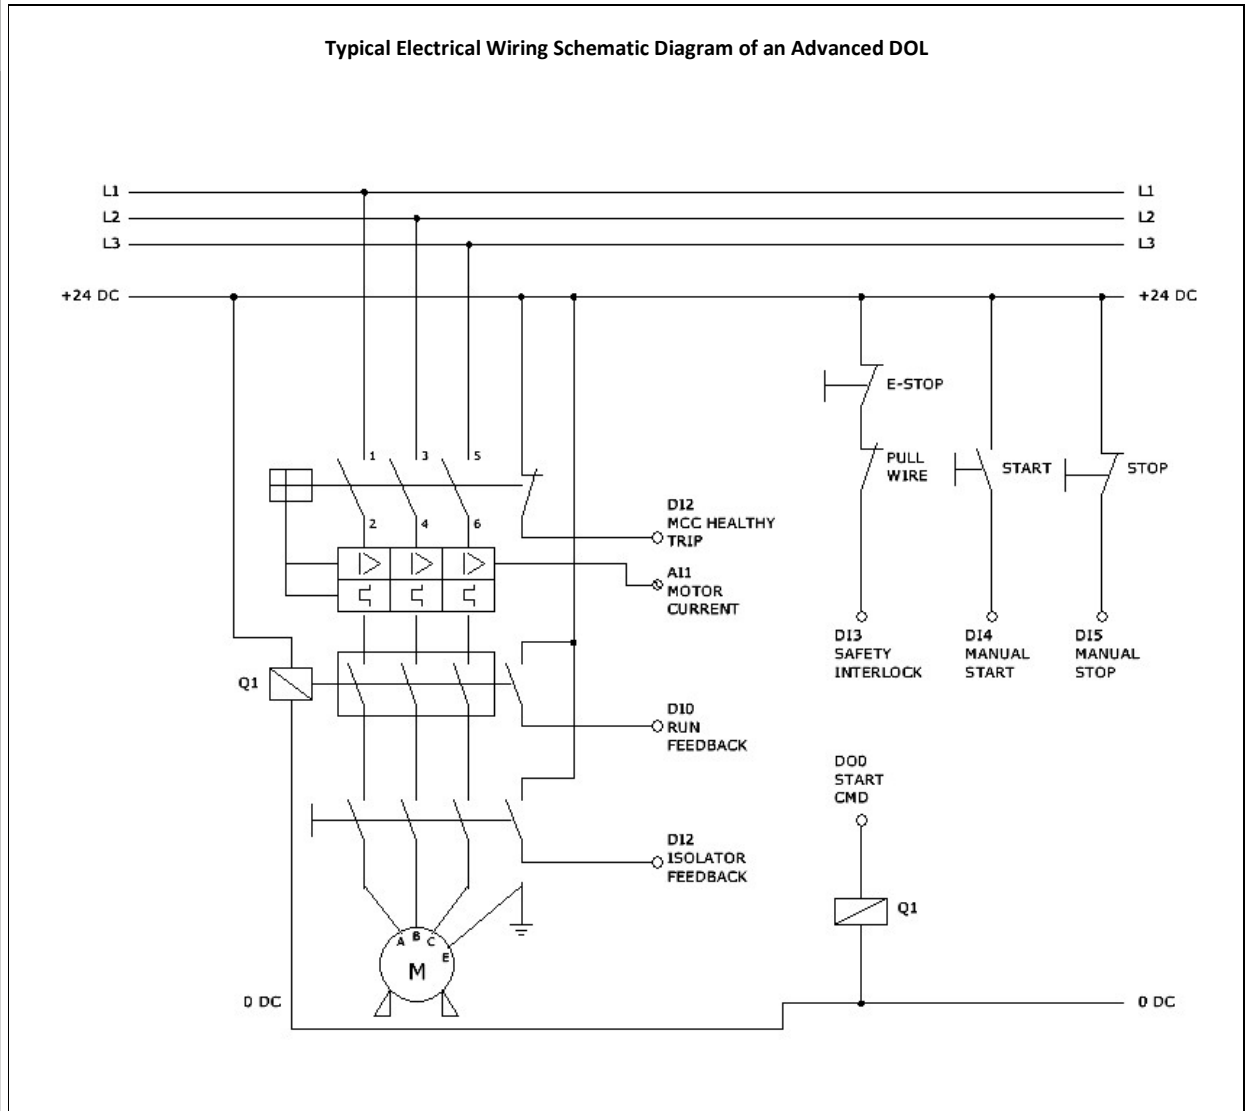 Typical Electrical Wiring Schematic Diagram of an Advanced DOL
L1 L1
L2 L2
L3 L3
+24 DC +24 DC
E-STOP
1 3 5
PULL
WIRE
START
STOP
2 4 6
DI2
MCC HEALTHY
TRIP
AI1
MOTOR
CURRENT
DI3
SAFETY
INTERLOCK
DI4
MANUAL
START
DI5
MANUAL
STOP
Q1
DI0
RUN
FEEDBACK
DOD
START
CMD
DI2
ISOLATOR
FEEDBACK
Q1
A B C
E
M
0 DC 0 DC